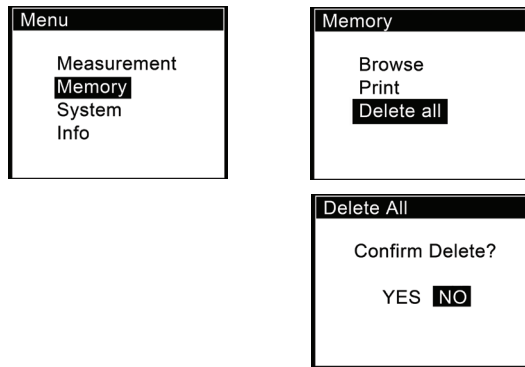 Menu
Measurement
Memory
System
Info
Memory
Browse
Print
Delete all
Delete All
Confirm Delete?
YES NO